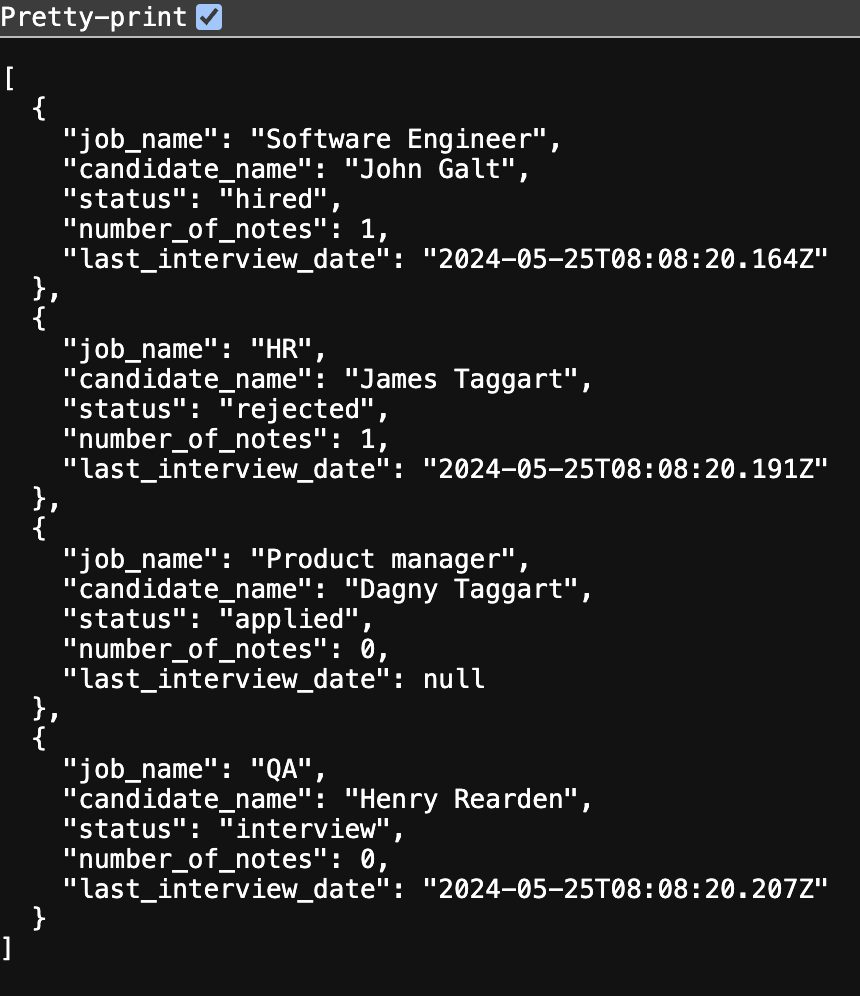 Pretty-print
[
  {
    "job_name": "Software Engineer",
    "candidate_name": "John Galt",
    "status": "hired",
    "number_of_notes": 1,
    "last_interview_date": "2024-05-25T08:08:20.164Z"
  },
  {
    "job_name": "HR",
    "candidate_name": "James Taggart",
    "status": "rejected",
    "number_of_notes": 1,
    "last_interview_date": "2024-05-25T08:08:20.191Z"
  },
  {
    "job_name": "Product manager",
    "candidate_name": "Dagny Taggart",
    "status": "applied",
    "number_of_notes": 0,
    "last_interview_date": null
  },
  {
    "job_name": "QA",
    "candidate_name": "Henry Rearden",
    "status": "interview",
    "number_of_notes": 0,
    "last_interview_date": "2024-05-25T08:08:20.207Z"
  }
]